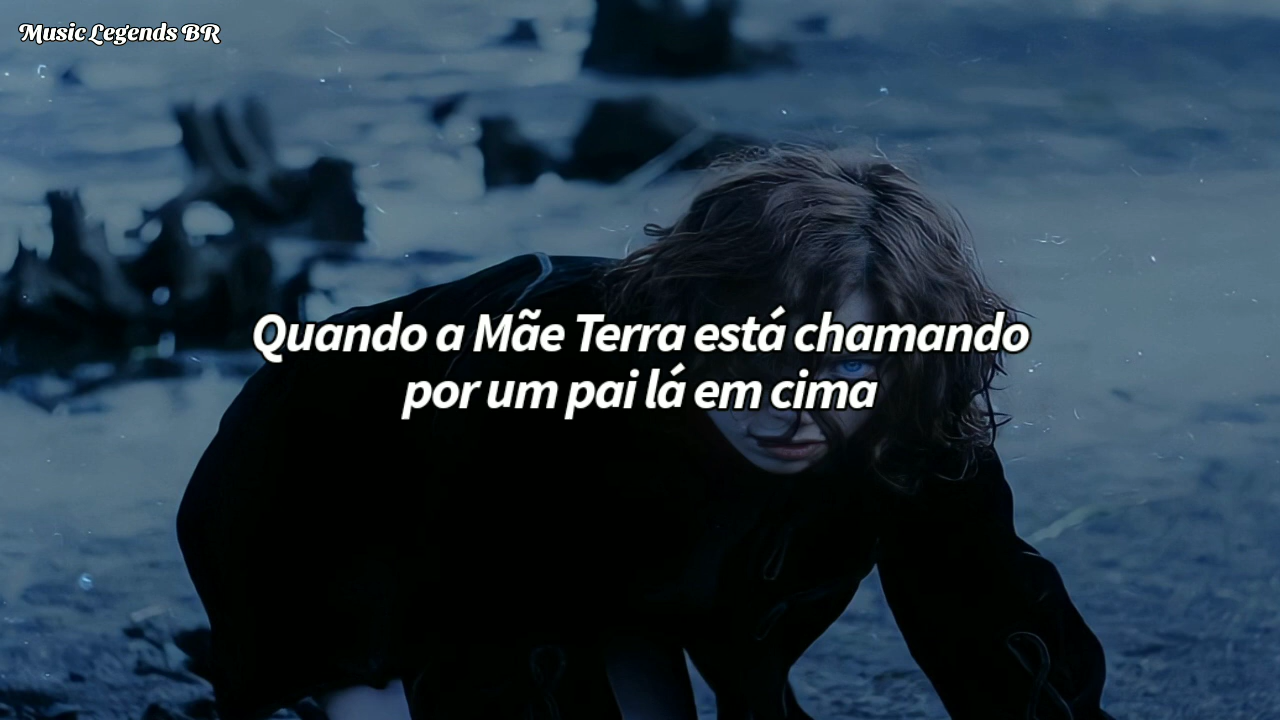 Music Legends BR
Quando a Mãe Terra está chamando
por um pai lá em cima